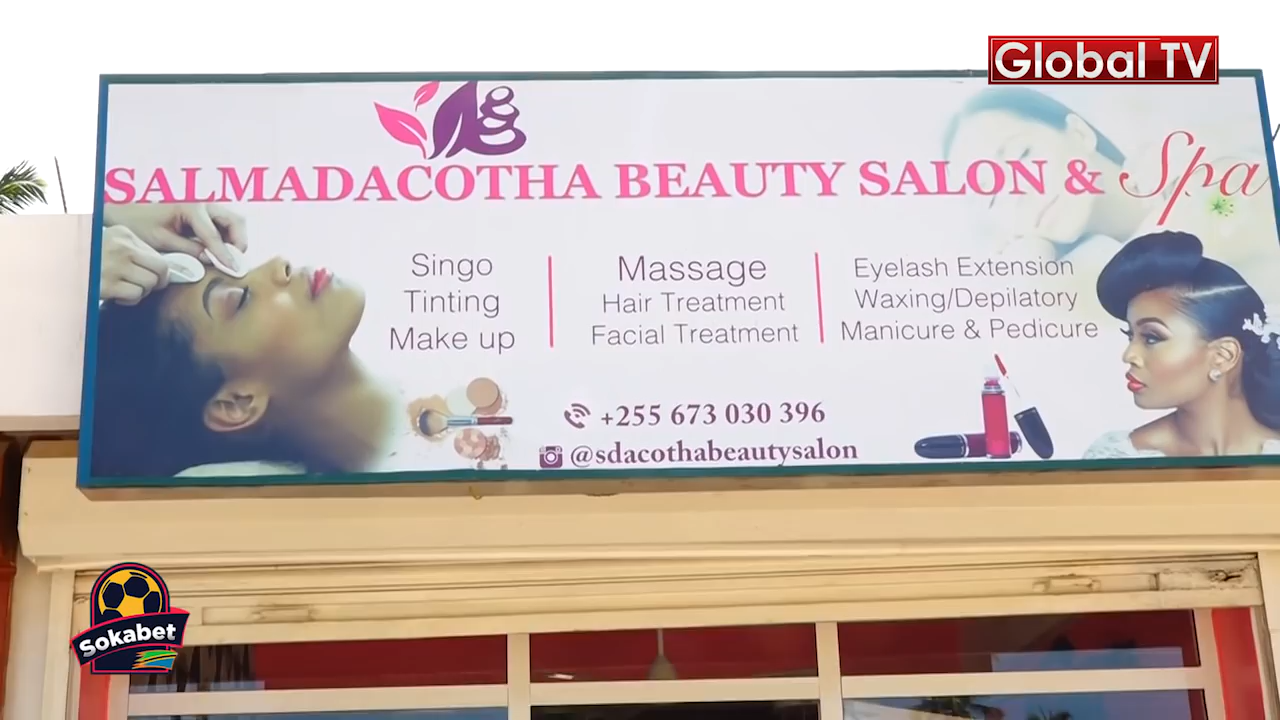 Global TV
SALMADACOTHA BEAUTY SALON & Spa
Singo
Tinting
Make up
Massage
Hair Treatment
Facial Treatment
Eyelash Extension
Waxing/Depilatory
Manicure & Pedicure
+255 673 030 396
@sdacothabeautysalon
Sokabet